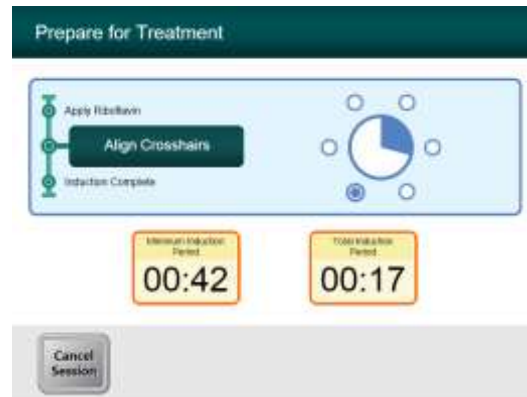 Prepare for Treatment
Apply Riboflavin
Align Crosshairs
Induction Complete
Minimum Induction
Period
00:42
Total Induction
Period
00:17
Cancel
Session